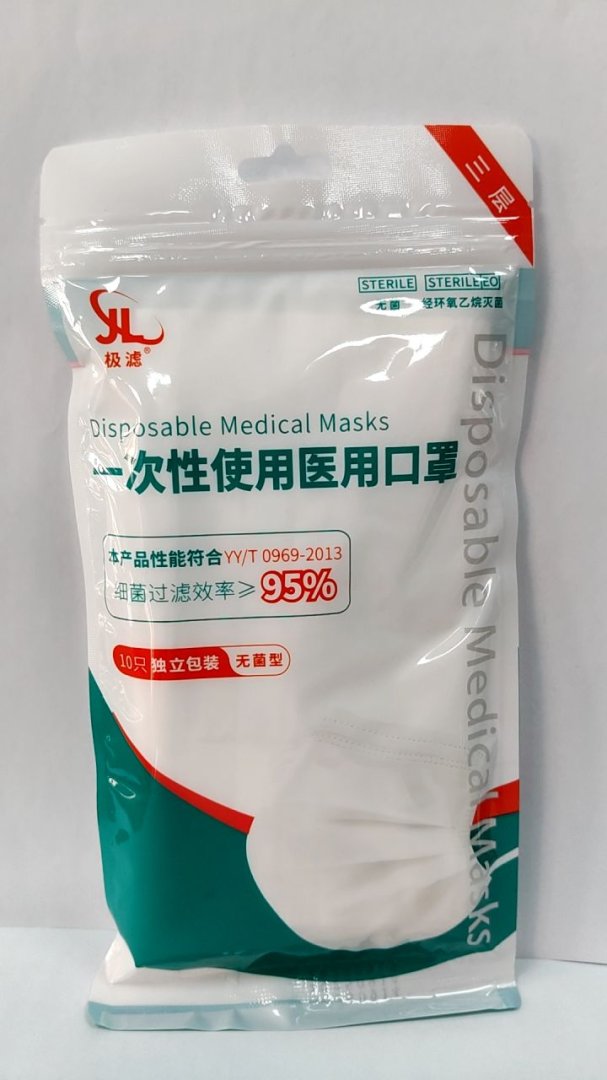 三层
STERILE STERILE EO
无菌 经环氧乙烷灭菌
JL
极滤®
Disposable Medical Masks
一次性使用医用口罩
本产品性能符合YY/T 0969-2013
细菌过滤效率≥95%
10只 独立包装 无菌型
Disposable Medical Masks